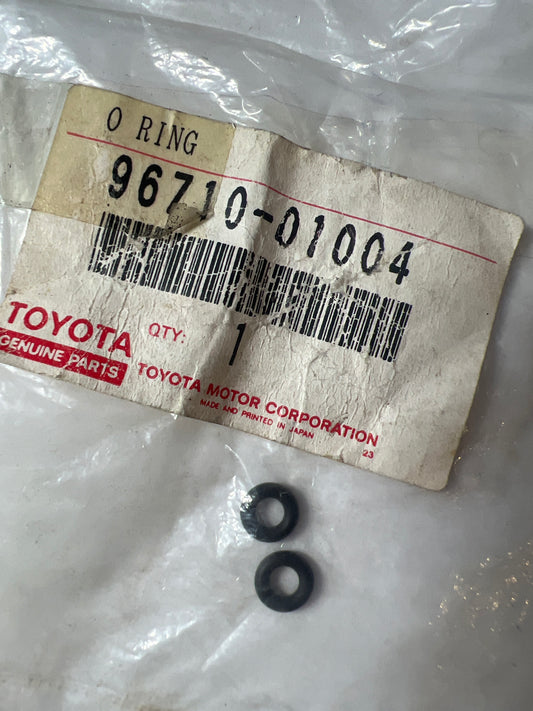 O RING
96710-01004
TOYOTA
GENUINE PARTS
QTY:
1
TOYOTA MOTOR CORPORATION
MADE AND PRINTED IN JAPAN
23